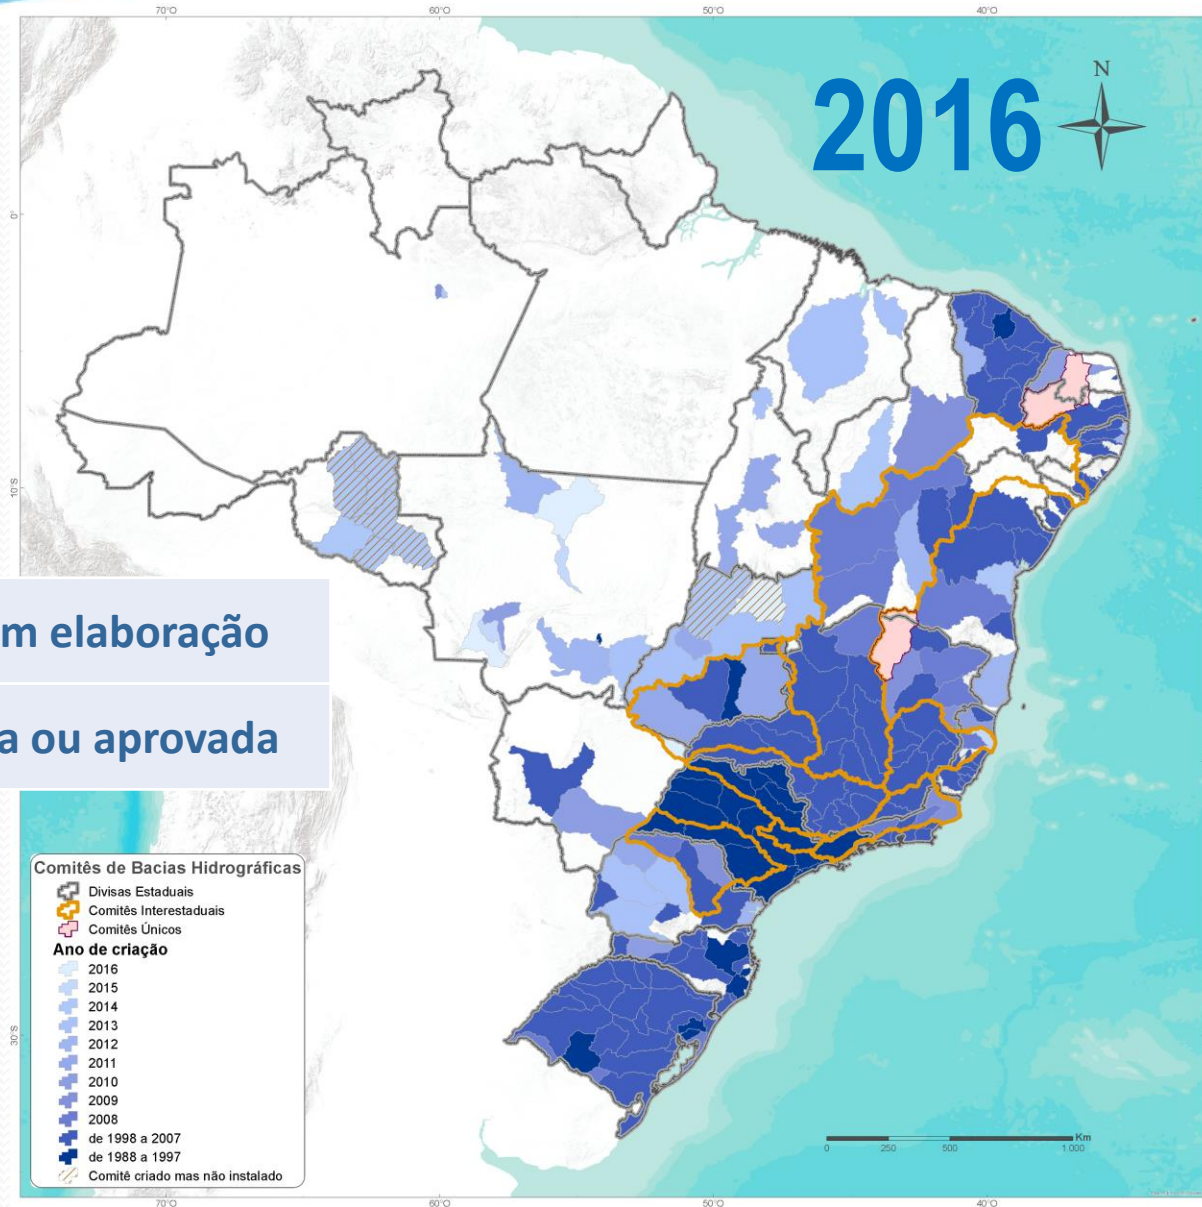 70°O 60°O 50°O 40°O
2016
N
0°
10°S
m elaboração
a ou aprovada
Comitês de Bacias Hidrográficas
Divisas Estaduais
Comitês Interestaduais
Comitês Únicos
Ano de criação
2016
2015
2014
2013
2012
2011
2010
2009
2008
de 1998 a 2007
de 1988 a 1997
Comitê criado mas não instalado
30°S
Km
0 250 500 1.000
70°O 60°O 50°O 40°O